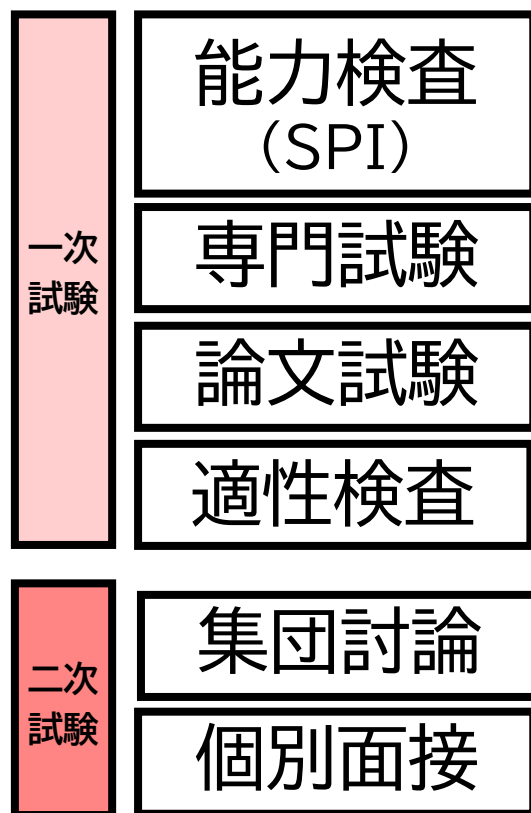 一次
試験
能力検査
（SPI）
専門試験
論文試験
適性検査
二次
試験
集団討論
個別面接